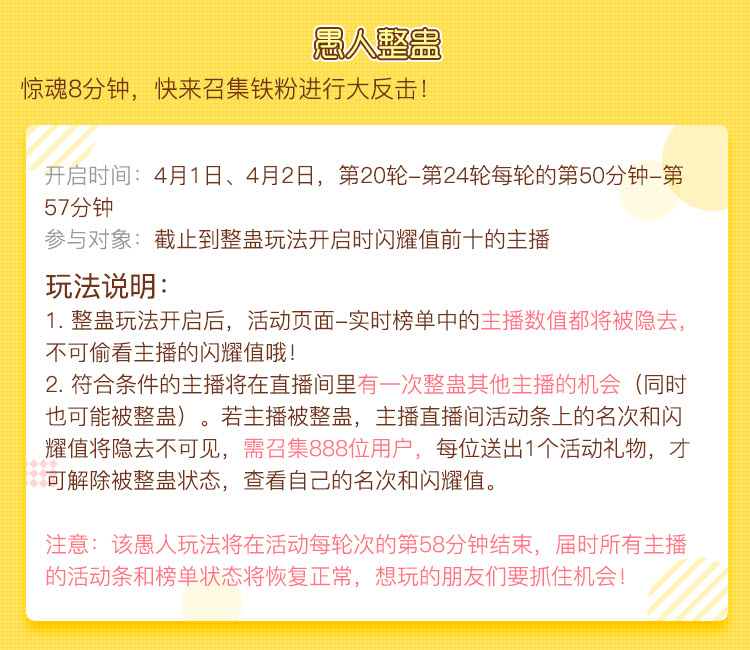 愚人整蛊
惊魂8分钟，快来召集铁粉进行大反击！
开启时间：4月1日、4月2日，第20轮-第24轮每轮的第50分钟-第
57分钟
参与对象：截止到整蛊玩法开启时闪耀值前十的主播
玩法说明：
1. 整蛊玩法开启后，活动页面-实时榜单中的主播数值都将被隐去，
不可偷看主播的闪耀值哦！
2. 符合条件的主播将在直播间里有一次整蛊其他主播的机会（同时
也可能被整蛊）。若主播被整蛊，主播直播间活动条上的名次和闪
耀值将隐去不可见，需召集888位用户，每位送出1个活动礼物，才
可解除被整蛊状态，查看自己的名次和闪耀值。
注意：该愚人玩法将在活动每轮次的第58分钟结束，届时所有主播
的活动条和榜单状态将恢复正常，想玩的朋友们要抓住机会！